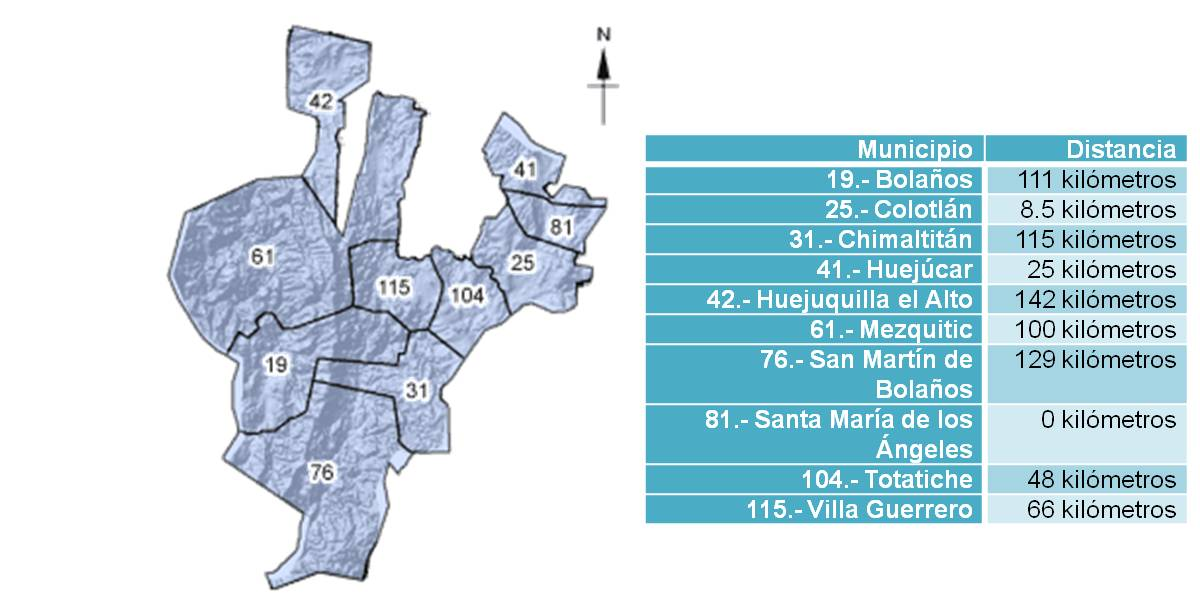 N
42
41
81
61
25
115
104
19
31
76
Municipio Distancia
19.- Bolaños 111 kilómetros
25.- Colotlán 8.5 kilómetros
31.- Chimaltitán 115 kilómetros
41.- Huejúcar 25 kilómetros
42.- Huejuquilla el Alto 142 kilómetros
61.- Mezquitic 100 kilómetros
76.- San Martín de 129 kilómetros
Bolaños
81.- Santa María de los 0 kilómetros
Ángeles
104.- Totatiche 48 kilómetros
115.- Villa Guerrero 66 kilómetros